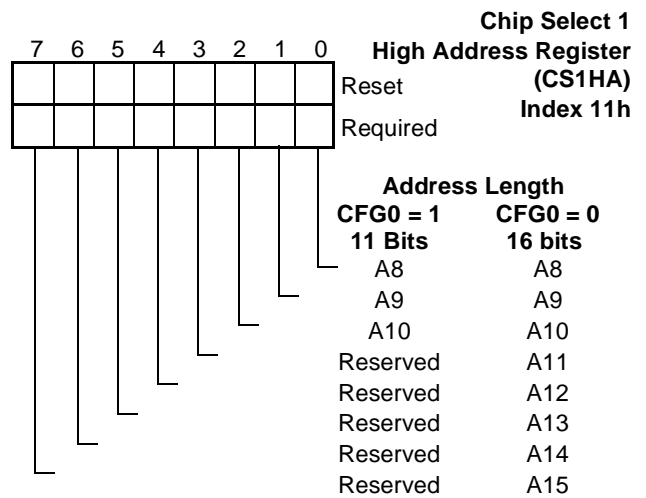 Chip Select 1
High Address Register
(CS1HA)
Index 11h
7 6 5 4 3 2 1 0
Reset
Required
Address Length
CFG0 = 1 CFG0 = 0
11 Bits 16 bits
A8 A8
A9 A9
A10 A10
Reserved A11
Reserved A12
Reserved A13
Reserved A14
Reserved A15